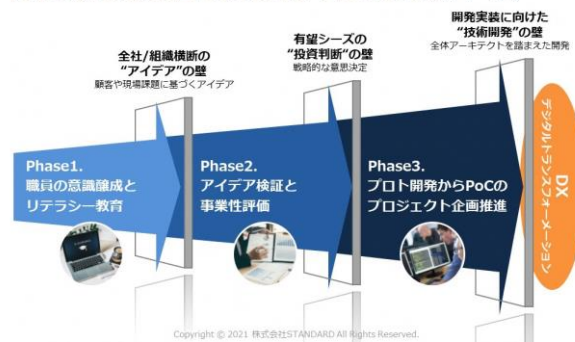 全社/組織横断の
“アイデア”の壁
顧客や現場課題に基づくアイデア
有望シーズの
“投資判断”の壁
戦略的な意思決定
開発実装に向けた
“技術開発”の壁
全体アーキテクトを踏まえた開発
Phase1.
職員の意識醸成と
リテラシー教育
Phase2.
アイデア検証と
事業性評価
Phase3.
プロト開発からPoCの
プロジェクト企画推進
DX
デジタルトランスフォーメーション
Copyright © 2021 株式会社STANDARD All Rights Reserved.